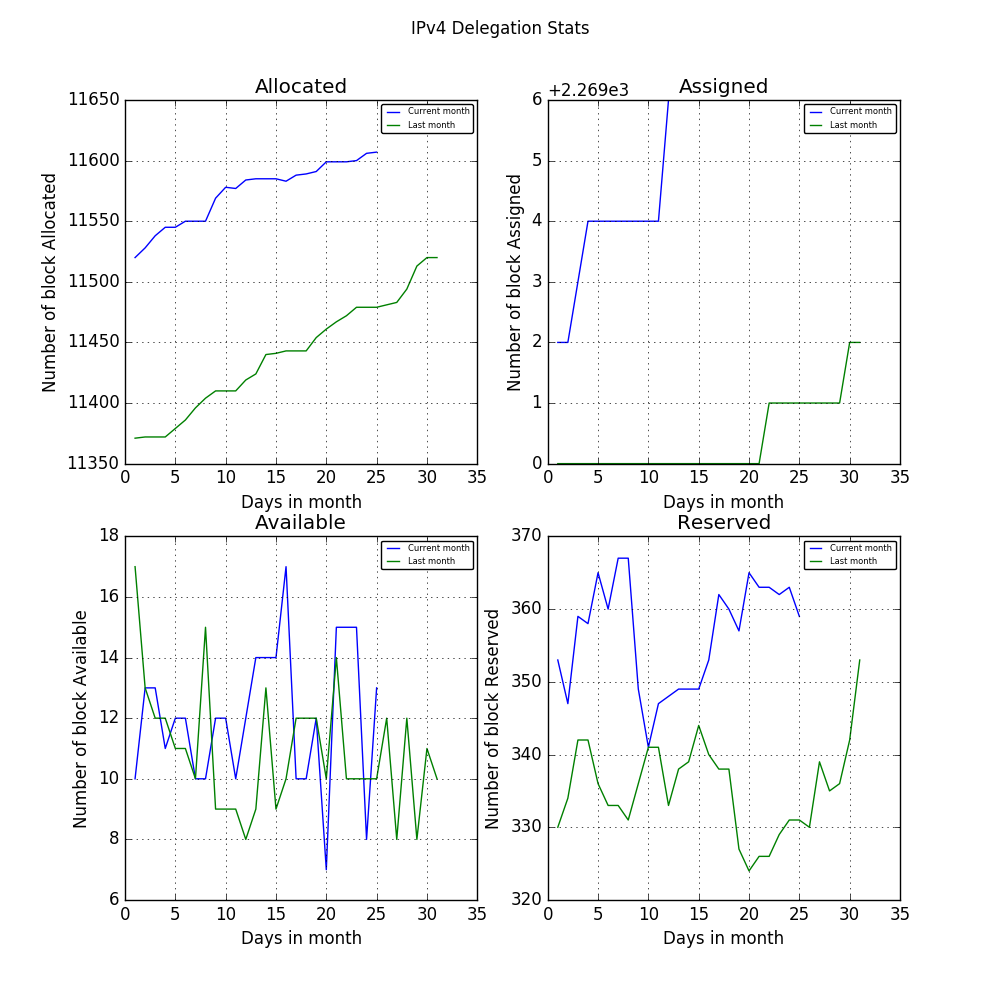 IPv4 Delegation Stats
Allocated
Number of block Allocated
11650
11600
11550
11500
11450
11400
11350
0 5 10 15 20 25 30 35
Days in month
Current month
Last month
Assigned
+2.269e3
Number of block Assigned
6
5
4
3
2
1
0
0 5 10 15 20 25 30 35
Days in month
Current month
Last month
Available
Number of block Available
18
16
14
12
10
8
6
0 5 10 15 20 25 30 35
Days in month
Current month
Last month
Reserved
Number of block Reserved
370
360
350
340
330
320
0 5 10 15 20 25 30 35
Days in month
Current month
Last month